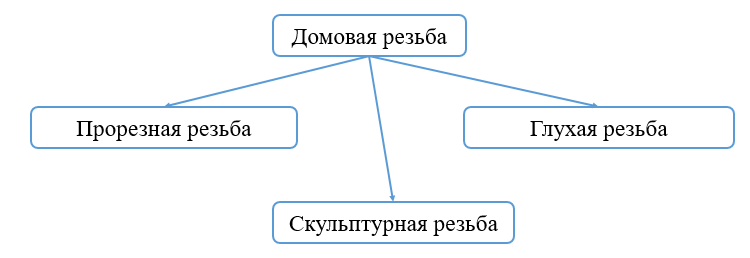 Домовая резьба
Прорезная резьба
Глухая резьба
Скульптурная резьба